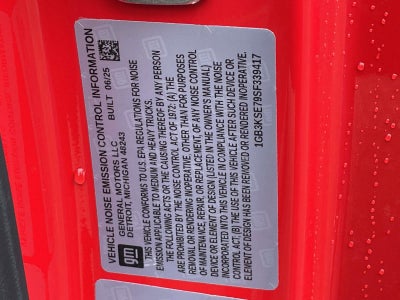 gm
VEHICLE NOISE EMISSION CONTROL INFORMATION
GENERAL MOTORS LLC
DETROIT, MICHIGAN 48243 BUILT 06/25
THIS VEHICLE CONFORMS TO U.S. EPA REGULATIONS FOR NOISE
EMISSION APPLICABLE TO MEDIUM AND HEAVY TRUCKS.
THE FOLLOWING ACTS OR THE CAUSING THEREOF BY ANY PERSON
ARE PROHIBITED BY THE NOISE CONTROL ACT OF 1972: (A) THE
REMOVAL OR RENDERING INOPERATIVE, OTHER THAN FOR PURPOSES
OF MAINTENANCE, REPAIR, OR REPLACEMENT, OF ANY NOISE CONTROL
DEVICE OR ELEMENT OF DESIGN (LISTED IN THE OWNER'S MANUAL)
INCORPORATED INTO THIS VEHICLE IN COMPLIANCE WITH THE NOISE
CONTROL ACT, (B) THE USE OF THIS VEHICLE AFTER SUCH DEVICE OR
ELEMENT OF DESIGN HAS BEEN REMOVED OR RENDERED INOPERATIVE.
1GB3KSE79SF339417